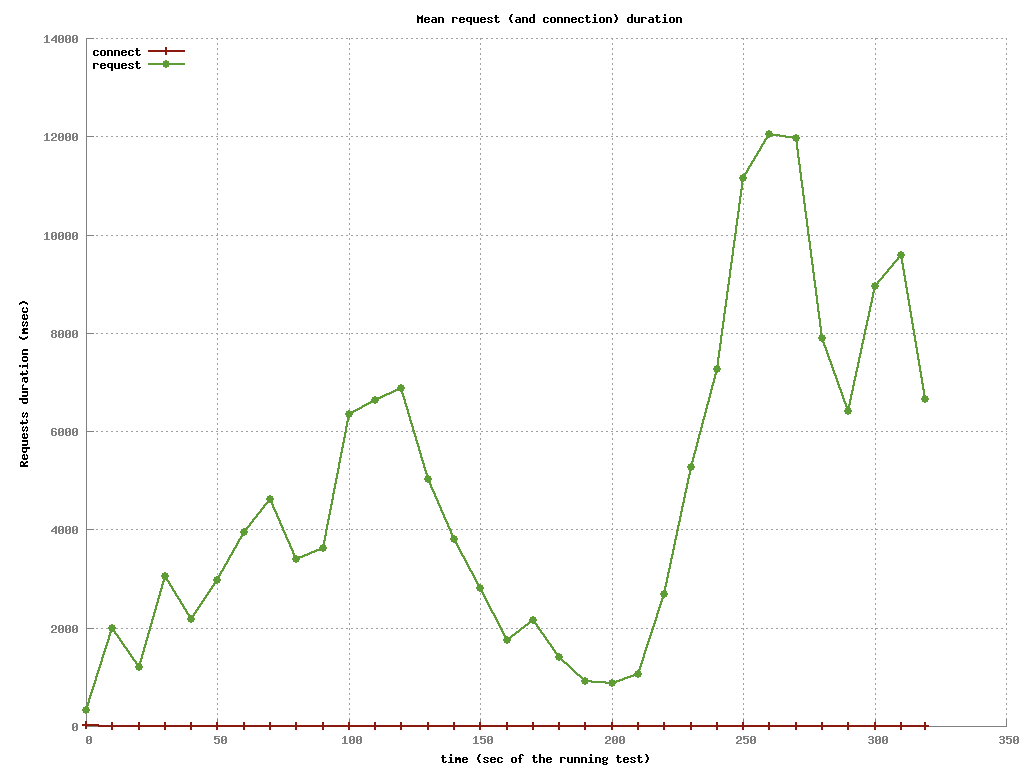 Mean request (and connection) duration
14000
connect
request
12000
10000
8000
6000
4000
2000
0
Requests duration (msec)
0 50 100 150 200 250 300 350
time (sec of the running test)